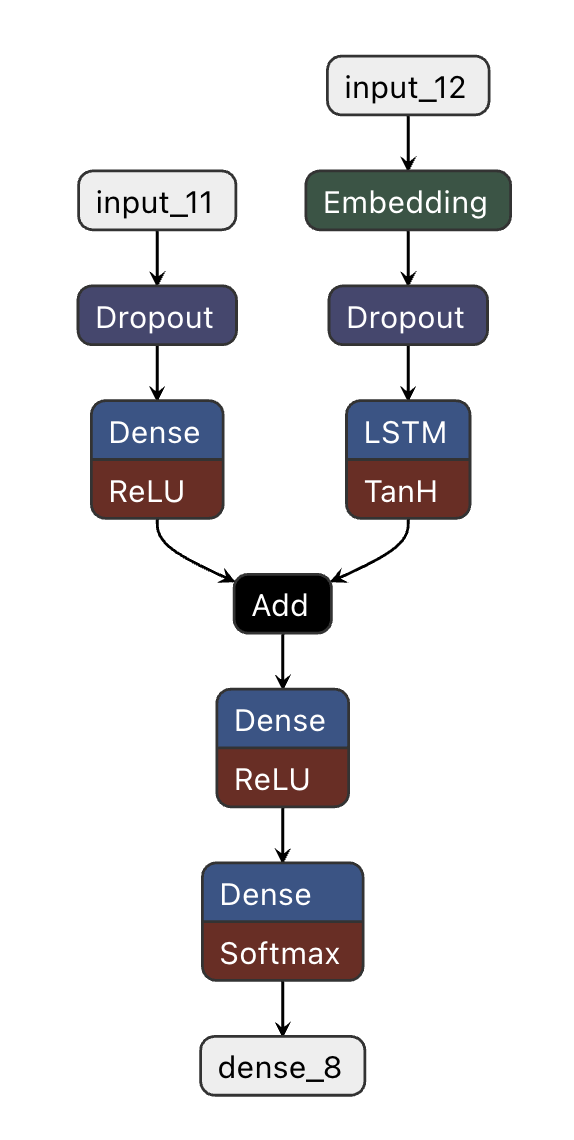 input_12
input_11
Embedding
Dropout
Dropout
Dense
ReLU
LSTM
TanH
Add
Dense
ReLU
Dense
Softmax
dense_8